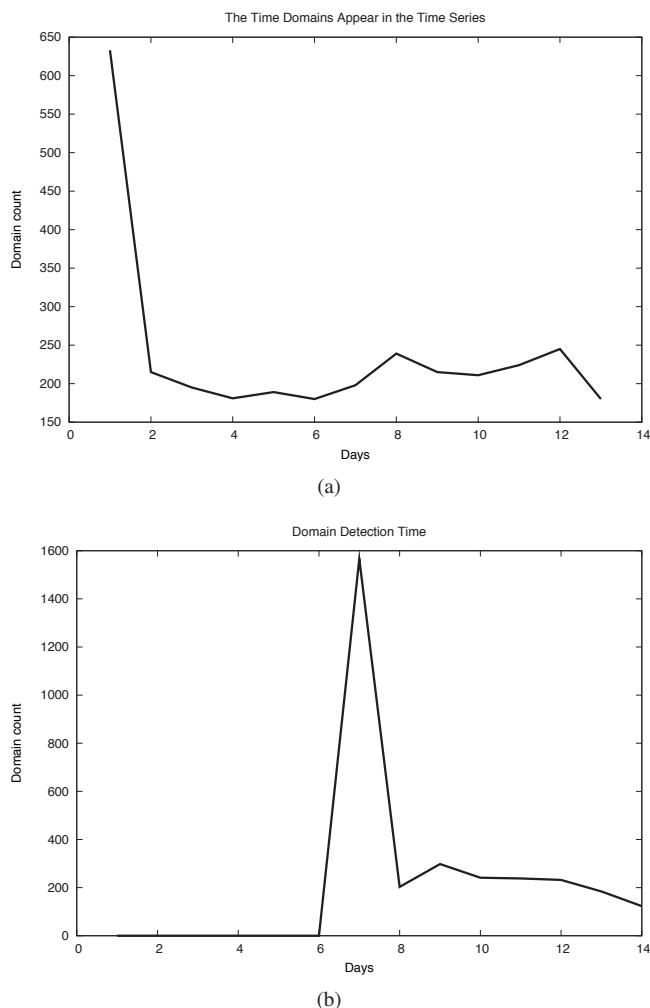 The Time Domains Appear in the Time Series
650
600
550
500
450
400
350
300
250
200
150
Domain count
0 2 4 6 8 10 12 14
Days
(a)
Domain Detection Time
1600
1400
1200
1000
800
600
400
200
0
Domain count
0 2 4 6 8 10 12 14
Days
(b)